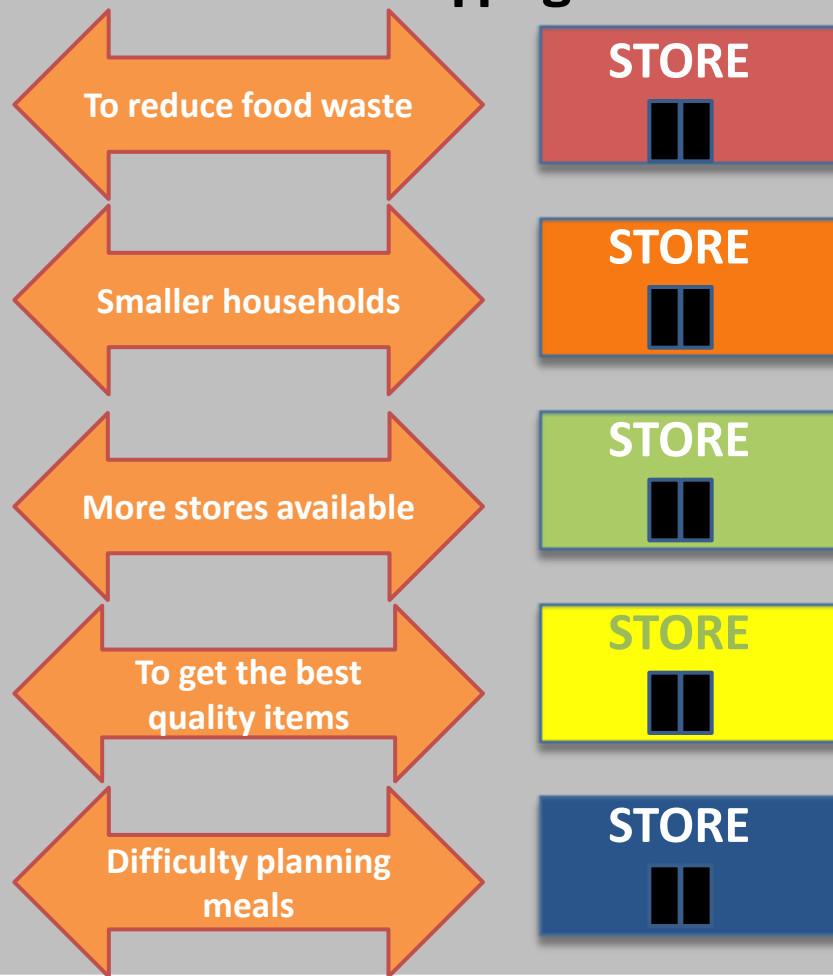 To reduce food waste
STORE
Smaller households
STORE
More stores available
STORE
To get the best
quality items
STORE
Difficulty planning
meals
STORE